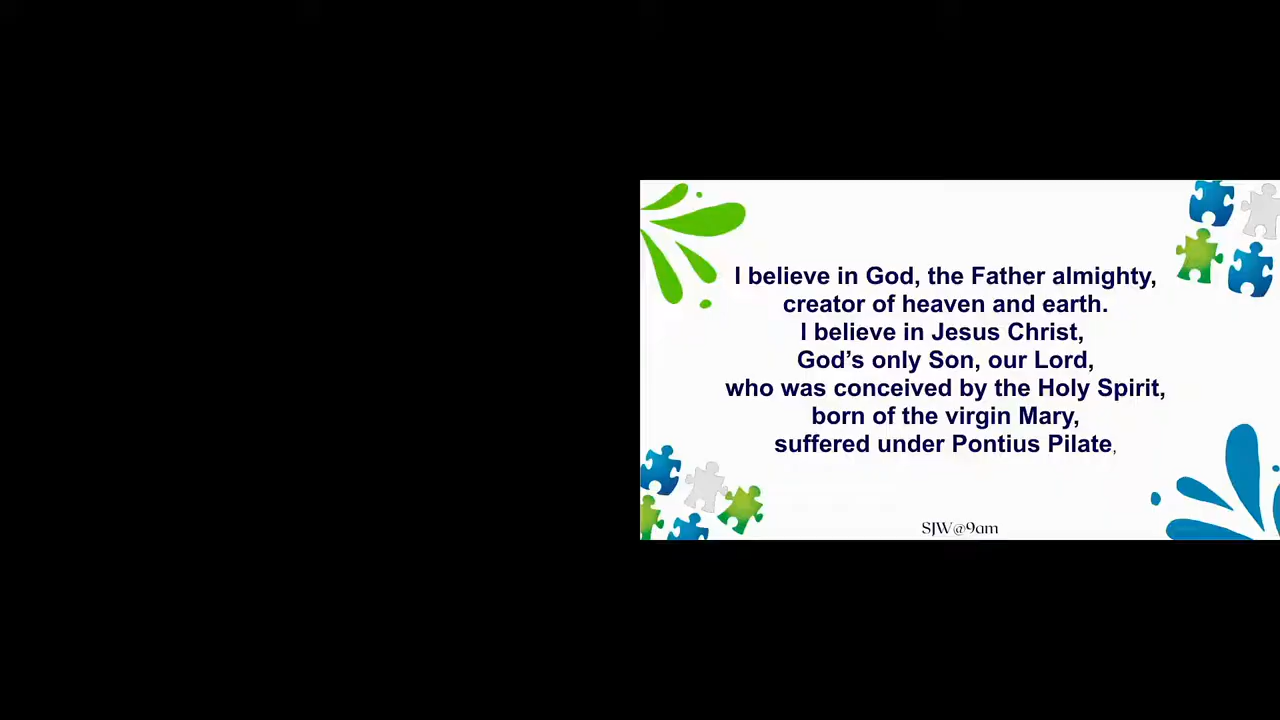 I believe in God, the Father almighty,
creator of heaven and earth.
I believe in Jesus Christ,
God’s only Son, our Lord,
who was conceived by the Holy Spirit,
born of the virgin Mary,
suffered under Pontius Pilate,
SJW@9am